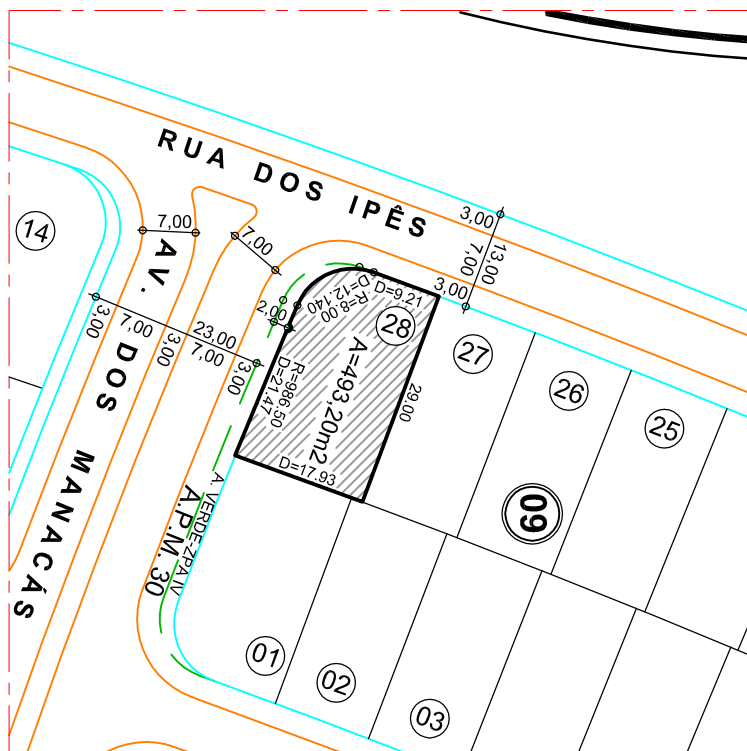 RUA DOS IPÊS
14
7,00
7,00
3,00
13,00
7,00
3,00
AV. DOS MANACÁS
3,00
7,00
3,00
23,00
7,00
3,00
2,00
R=8.00
D=12.140
D=9.21
28
A=493,20m2
29.00
R=986.50
D=21.47
D=17.93
27
26
25
09
A. VERDE-ZPA IV
A.P.M. 30
01
02
03